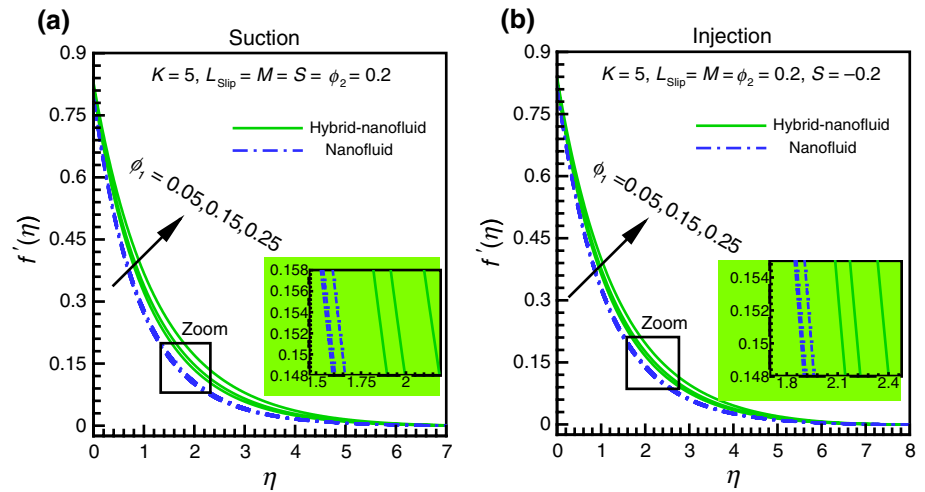 (a)
Suction
K = 5, L_Slip = M = S = ϕ₂ = 0.2
Hybrid-nanofluid
Nanofluid
ϕ₁ = 0.05,0.15,0.25
Zoom
f ′(η)
0.9
0.75
0.6
0.45
0.3
0.15
0
0.158
0.156
0.154
0.152
0.15
0.148
1.5 1.75 2
0 1 2 3 4 5 6 7
η
(b)
Injection
K = 5, L_Slip = M = ϕ₂ = 0.2, S = −0.2
Hybrid-nanofluid
Nanofluid
ϕ₁ =0.05,0.15,0.25
Zoom
f ′(η)
0.9
0.75
0.6
0.45
0.3
0.15
0
0.154
0.152
0.15
0.148
1.8 2.1 2.4
0 1 2 3 4 5 6 7 8
η